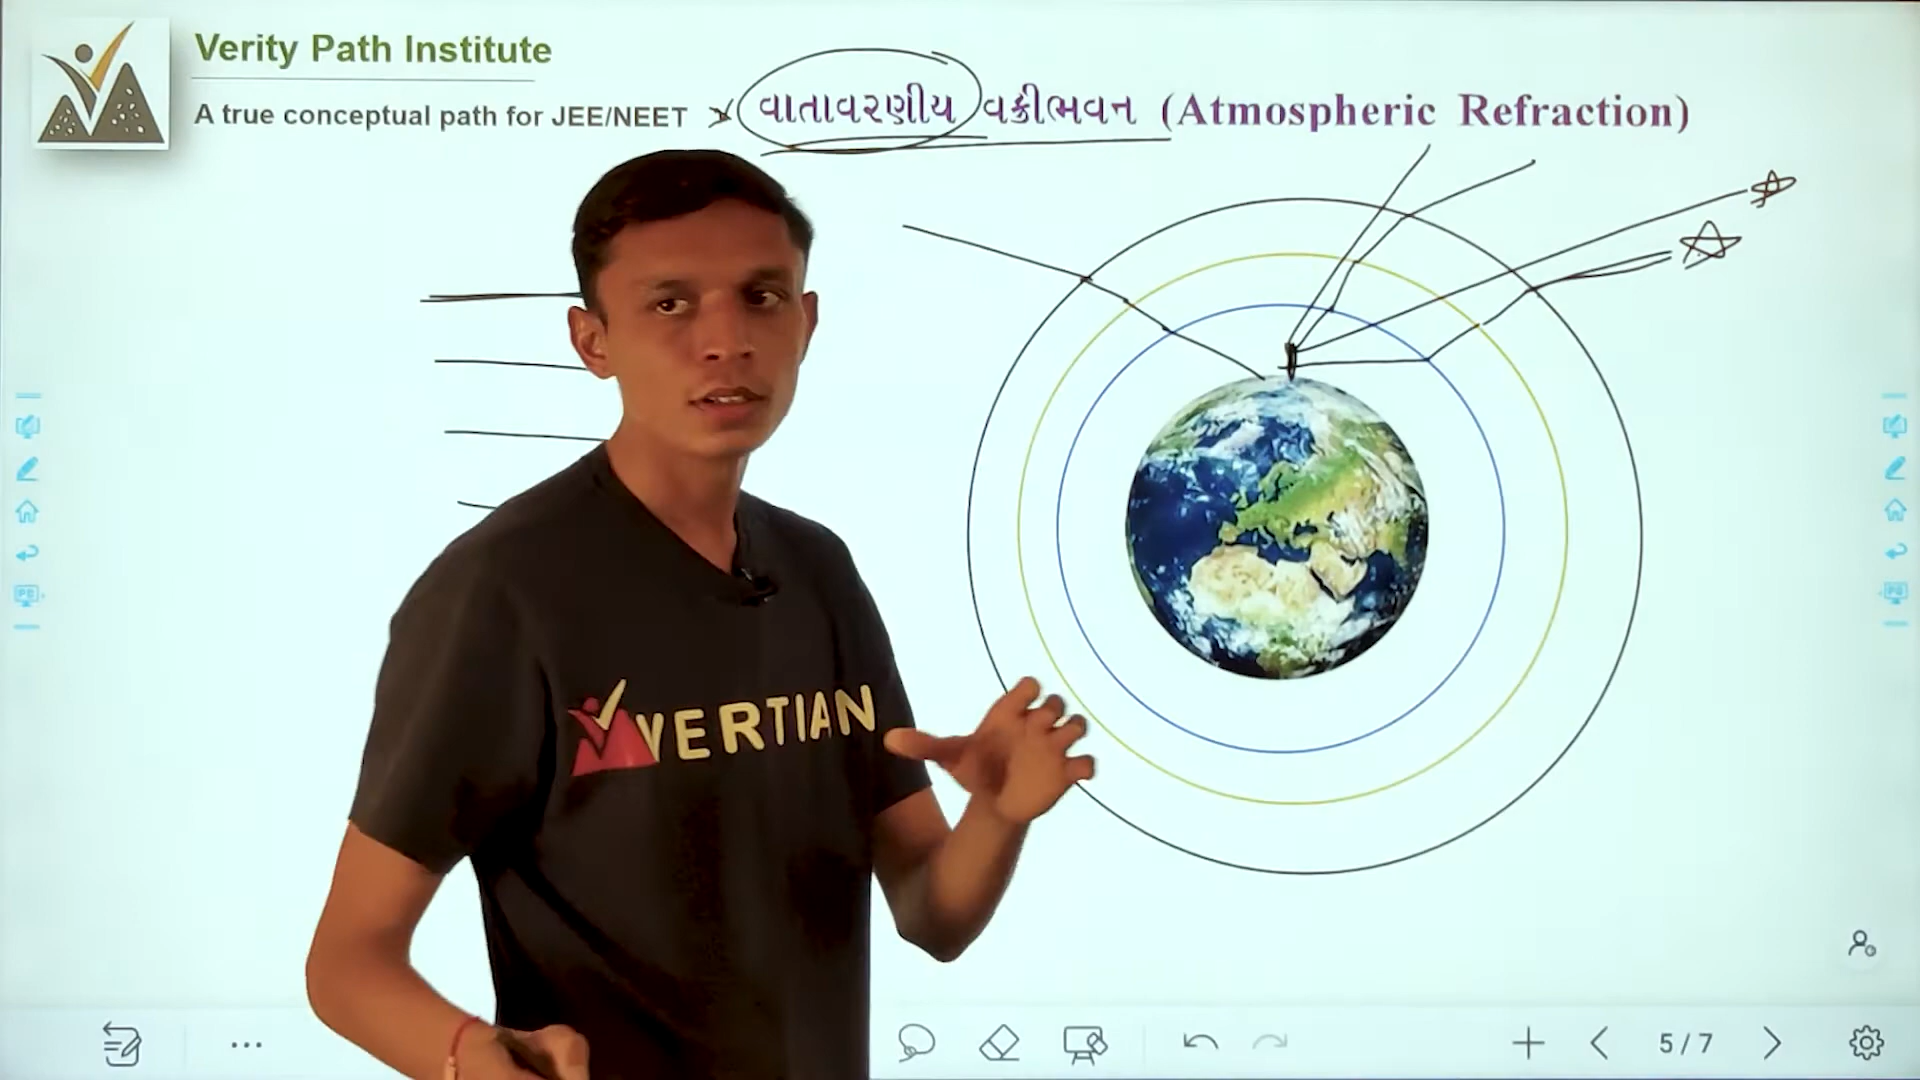 Verity Path Institute
A true conceptual path for JEE/NEET
વાતાવરણીય વક્રીભવન (Atmospheric Refraction)
VERTIAN
5/7